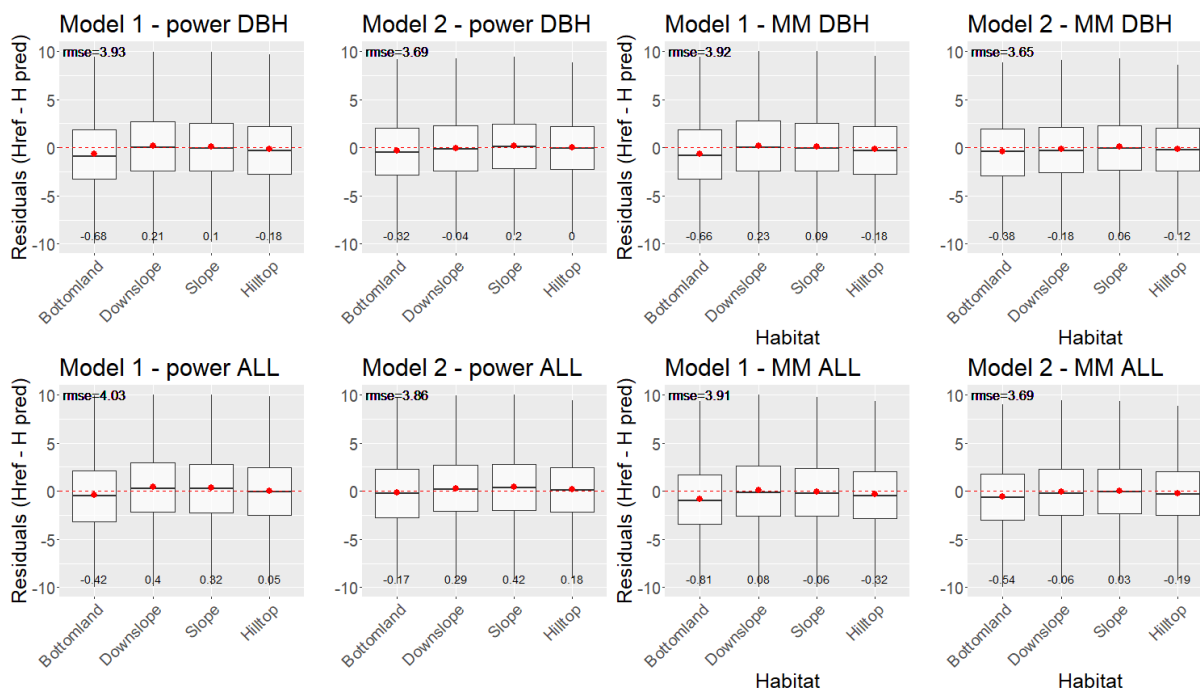 Model 1 - power DBH
Residuals (Href - H pred)
10
5
0
-5
-10
rmse=3.93
-0.68 0.21 0.1 -0.18
Bottomland Downslope Slope Hilltop
Model 2 - power DBH
10
5
0
-5
-10
rmse=3.69
-0.32 -0.04 0.2 0
Bottomland Downslope Slope Hilltop
Model 1 - MM DBH
Residuals (Href - H pred)
10
5
0
-5
-10
rmse=3.92
-0.66 0.23 0.09 -0.18
Bottomland Downslope Slope Hilltop
Habitat
Model 2 - MM DBH
10
5
0
-5
-10
rmse=3.65
-0.38 -0.18 0.06 -0.12
Bottomland Downslope Slope Hilltop
Habitat
Model 1 - power ALL
Residuals (Href - H pred)
10
5
0
-5
-10
rmse=4.03
-0.42 0.4 0.32 0.05
Bottomland Downslope Slope Hilltop
Model 2 - power ALL
10
5
0
-5
-10
rmse=3.86
-0.17 0.29 0.42 0.18
Bottomland Downslope Slope Hilltop
Model 1 - MM ALL
Residuals (Href - H pred)
10
5
0
-5
-10
rmse=3.91
-0.81 0.08 -0.06 -0.32
Bottomland Downslope Slope Hilltop
Habitat
Model 2 - MM ALL
10
5
0
-5
-10
rmse=3.69
-0.54 -0.06 0.03 -0.19
Bottomland Downslope Slope Hilltop
Habitat